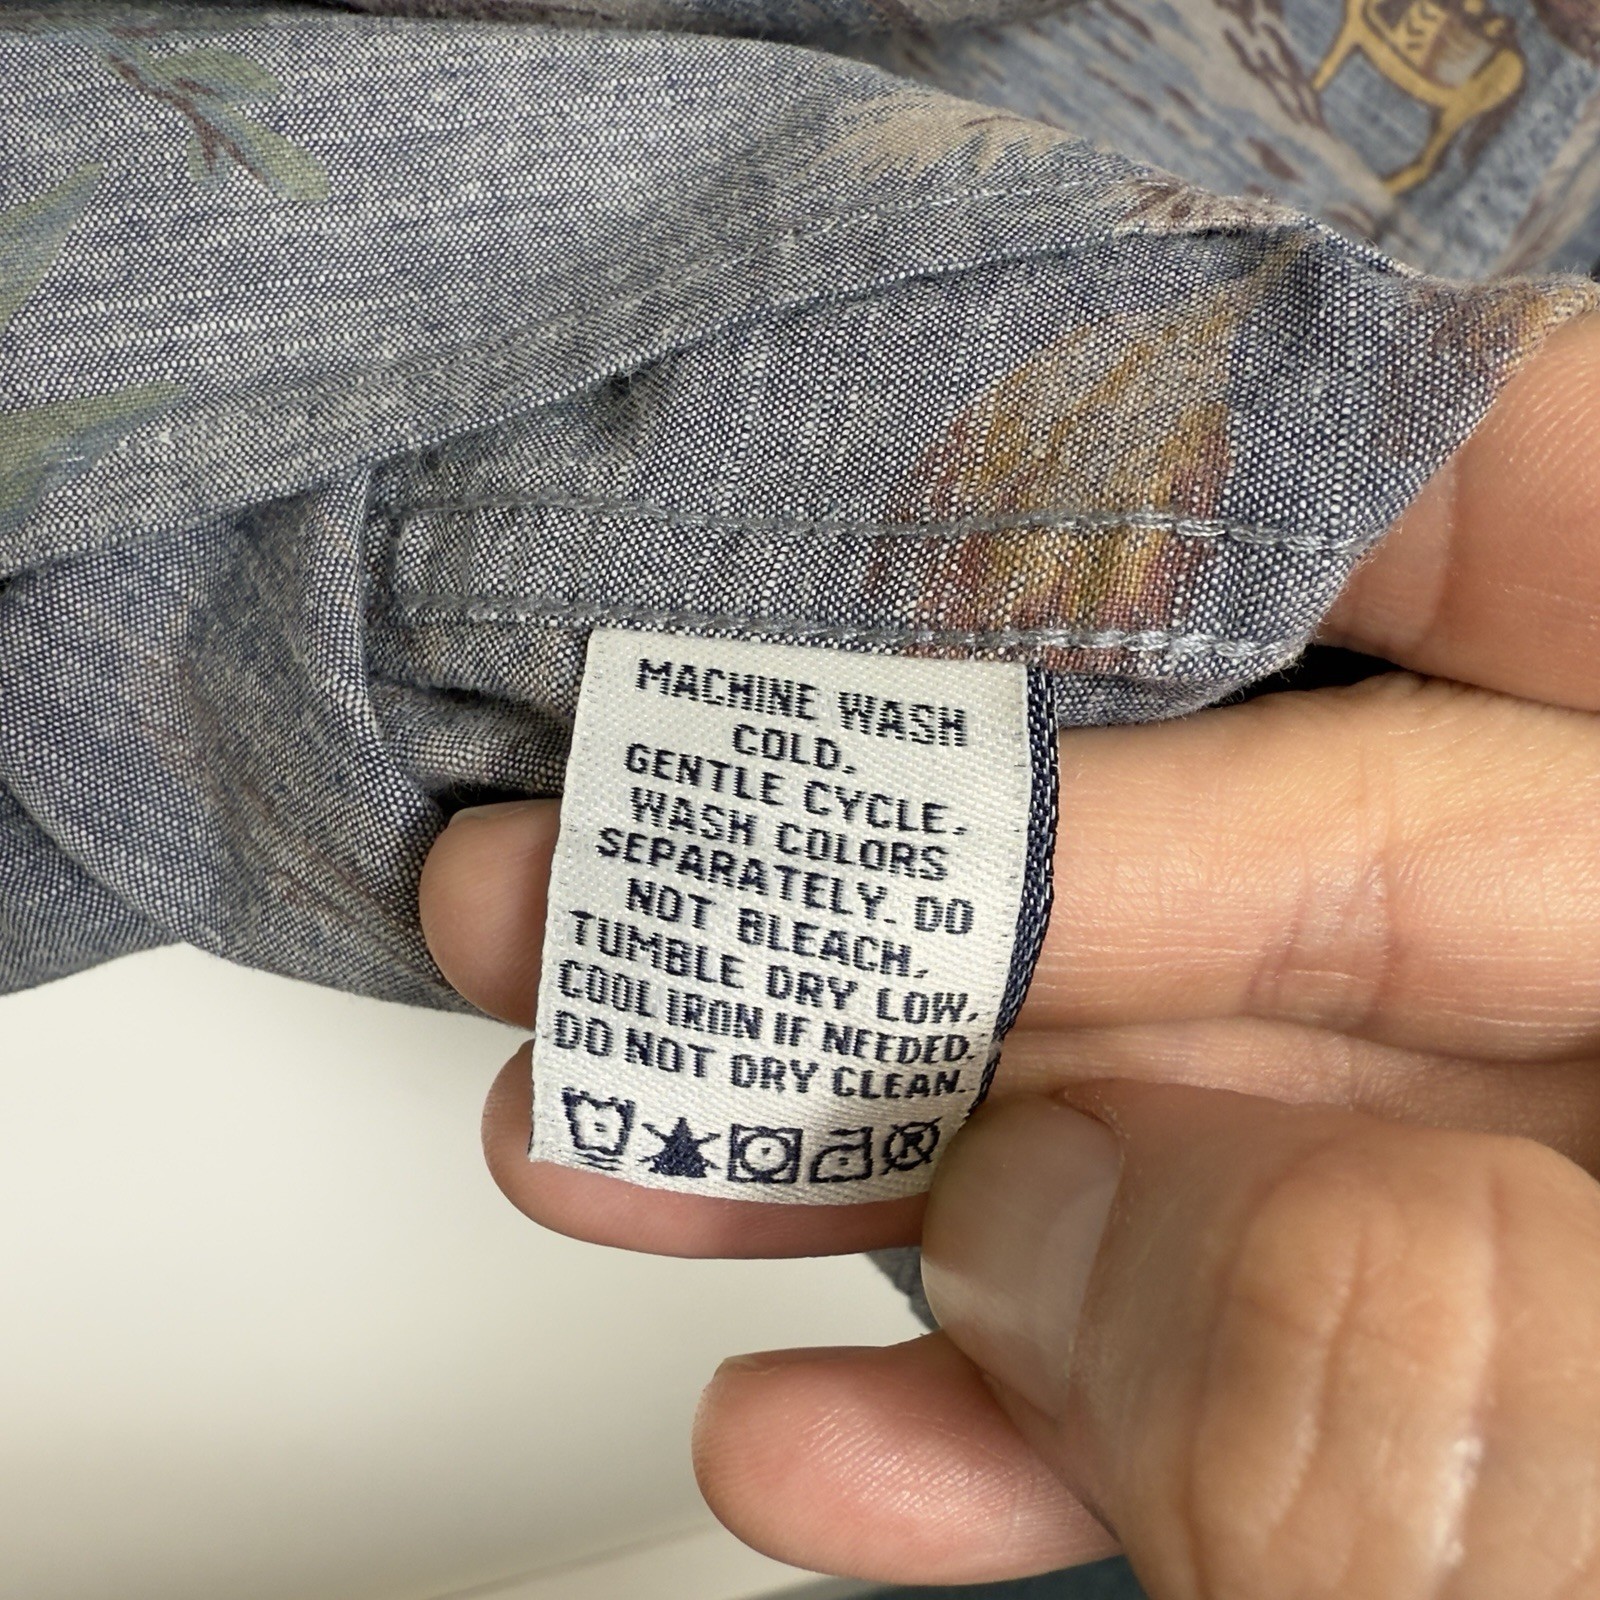 MACHINE WASH
COLD,
GENTLE CYCLE.
WASH COLORS
SEPARATELY. DO
NOT BLEACH,
TUMBLE DRY LOW,
COOL IRON IF NEEDED.
DO NOT DRY CLEAN.